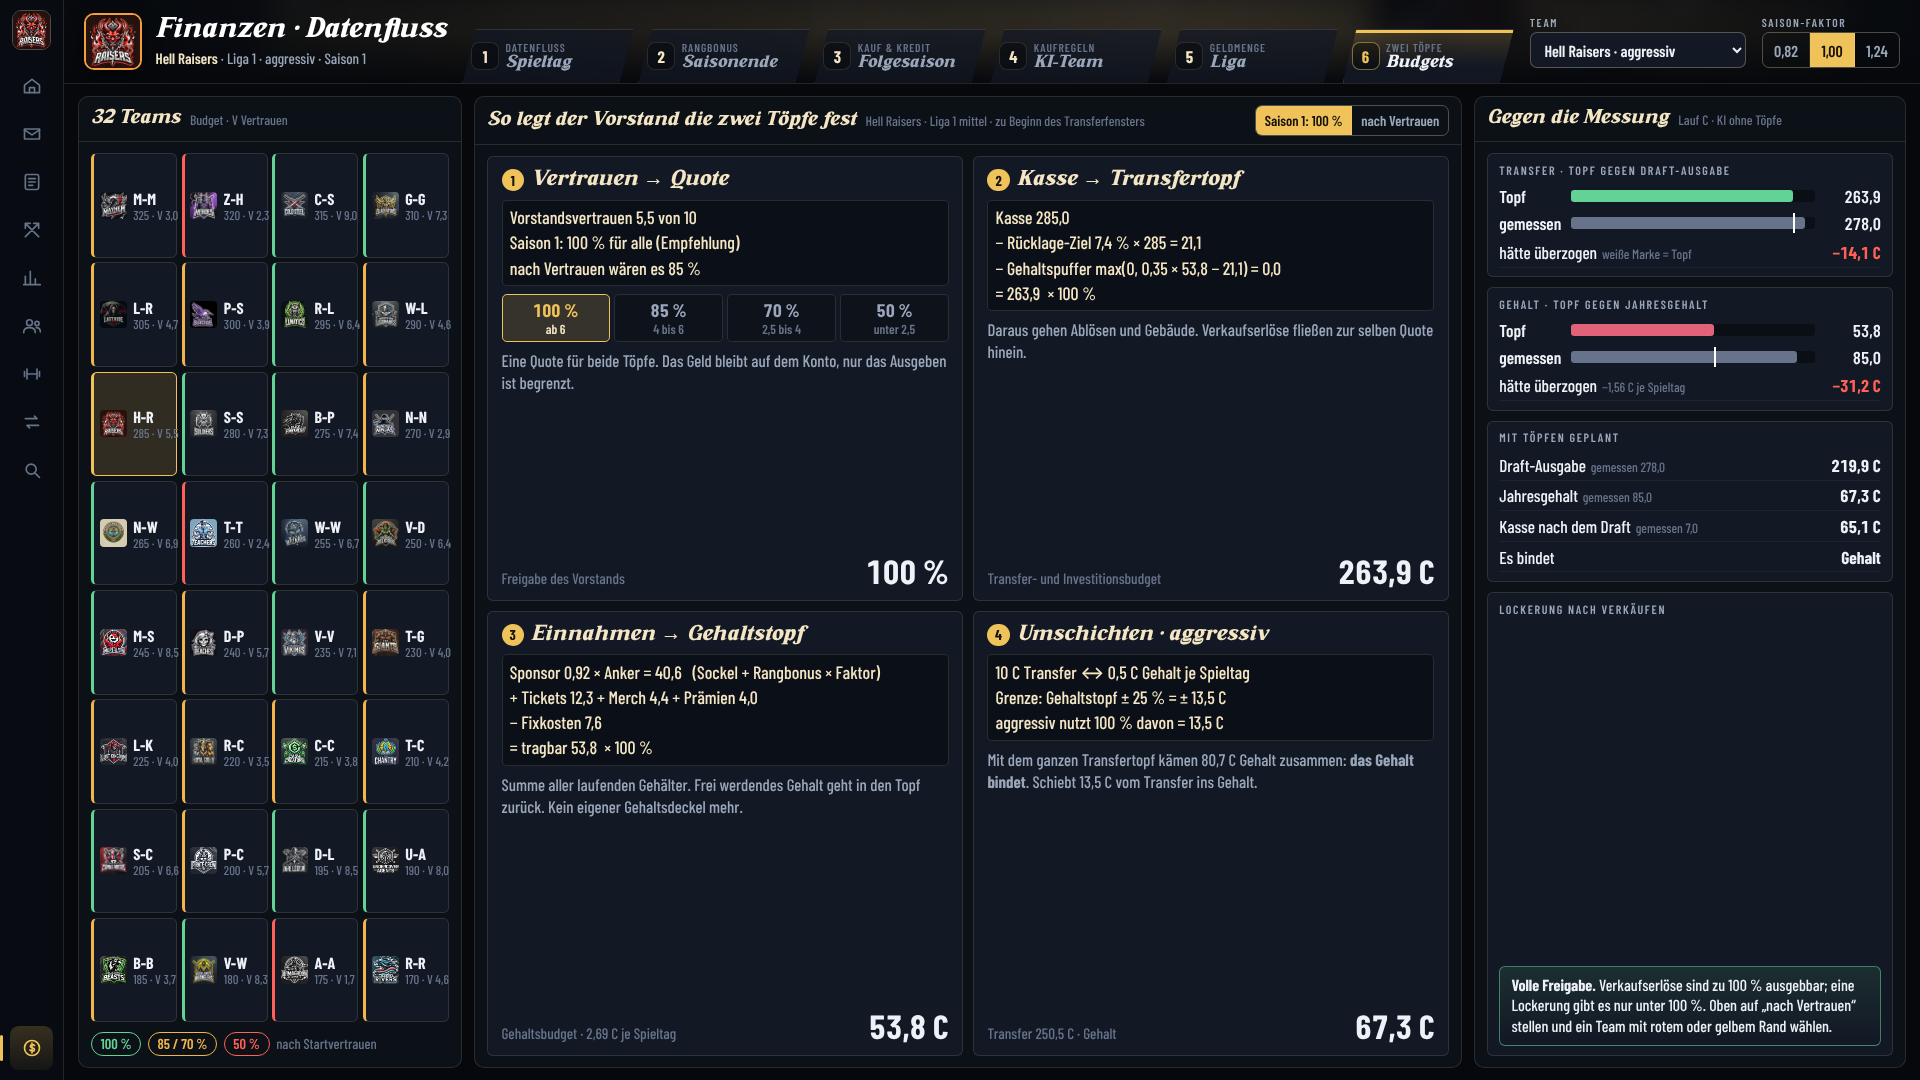 Finanzen · Datenfluss
Hell Raisers · Liga 1 · aggressiv · Saison 1
1 DATENFLUSS Spieltag
2 RANGBONUS Saisonende
3 KAUF & KREDIT Folgesaison
4 KAUFREGELN KI-Team
5 GELDMENGE Liga
6 ZWEI TÖPFE Budgets
TEAM
Hell Raisers · aggressiv
SAISON-FAKTOR
0,82 1,00 1,24
32 Teams Budget · V Vertrauen
M-M 325 · V 3,0
Z-H 320 · V 2,3
C-S 315 · V 9,0
G-G 310 · V 7,3
L-R 305 · V 4,7
P-S 300 · V 3,9
R-L 295 · V 6,4
W-L 290 · V 4,6
H-R 285 · V 5,5
S-S 280 · V 7,3
B-P 275 · V 7,4
N-N 270 · V 2,9
N-W 265 · V 6,9
T-T 260 · V 2,4
W-W 255 · V 6,7
V-D 250 · V 6,4
M-S 245 · V 8,5
D-P 240 · V 5,7
V-V 235 · V 7,1
T-G 230 · V 4,0
L-K 225 · V 4,0
R-C 220 · V 3,5
C-C 215 · V 3,8
T-C 210 · V 4,2
S-C 205 · V 6,6
P-C 200 · V 5,7
D-L 195 · V 8,5
U-A 190 · V 8,0
B-B 185 · V 3,7
V-W 180 · V 8,3
A-A 175 · V 1,7
R-R 170 · V 4,6
100 % 85 / 70 % 50 % nach Startvertrauen
So legt der Vorstand die zwei Töpfe fest Hell Raisers · Liga 1 mittel · zu Beginn des Transferfensters
Saison 1: 100 % nach Vertrauen
1 Vertrauen → Quote
Vorstandsvertrauen 5,5 von 10
Saison 1: 100 % für alle (Empfehlung)
nach Vertrauen wären es 85 %
100 % ab 6
85 % 4 bis 6
70 % 2,5 bis 4
50 % unter 2,5
Eine Quote für beide Töpfe. Das Geld bleibt auf dem Konto, nur das Ausgeben
ist begrenzt.
Freigabe des Vorstands 100 %
2 Kasse → Transfertopf
Kasse 285,0
− Rücklage-Ziel 7,4 % × 285 = 21,1
− Gehaltspuffer max(0, 0,35 × 53,8 − 21,1) = 0,0
= 263,9 × 100 %
Daraus gehen Ablösen und Gebäude. Verkaufserlöse fließen zur selben Quote
hinein.
Transfer- und Investitionsbudget 263,9 C
3 Einnahmen → Gehaltstopf
Sponsor 0,92 × Anker = 40,6 (Sockel + Rangbonus × Faktor)
+ Tickets 12,3 + Merch 4,4 + Prämien 4,0
− Fixkosten 7,6
= tragbar 53,8 × 100 %
Summe aller laufenden Gehälter. Frei werdendes Gehalt geht in den Topf
zurück. Kein eigener Gehaltsdeckel mehr.
Gehaltsbudget · 2,69 C je Spieltag 53,8 C
4 Umschichten · aggressiv
10 C Transfer ↔ 0,5 C Gehalt je Spieltag
Grenze: Gehaltstopf ± 25 % = ± 13,5 C
aggressiv nutzt 100 % davon = 13,5 C
Mit dem ganzen Transfertopf kämen 80,7 C Gehalt zusammen: das Gehalt
bindet. Schiebt 13,5 C vom Transfer ins Gehalt.
Transfer 250,5 C · Gehalt 67,3 C
Gegen die Messung Lauf C · KI ohne Töpfe
TRANSFER · TOPF GEGEN DRAFT-AUSGABE
Topf 263,9
gemessen 278,0
hätte überzogen weiße Marke = Topf −14,1 C
GEHALT · TOPF GEGEN JAHRESGEHALT
Topf 53,8
gemessen 85,0
hätte überzogen −1,56 C je Spieltag −31,2 C
MIT TÖPFEN GEPLANT
Draft-Ausgabe gemessen 278,0 219,9 C
Jahresgehalt gemessen 85,0 67,3 C
Kasse nach dem Draft gemessen 7,0 65,1 C
Es bindet Gehalt
LOCKERUNG NACH VERKÄUFEN
Volle Freigabe. Verkaufserlöse sind zu 100 % ausgebbar; eine
Lockerung gibt es nur unter 100 %. Oben auf „nach Vertrauen“
stellen und ein Team mit rotem oder gelbem Rand wählen.